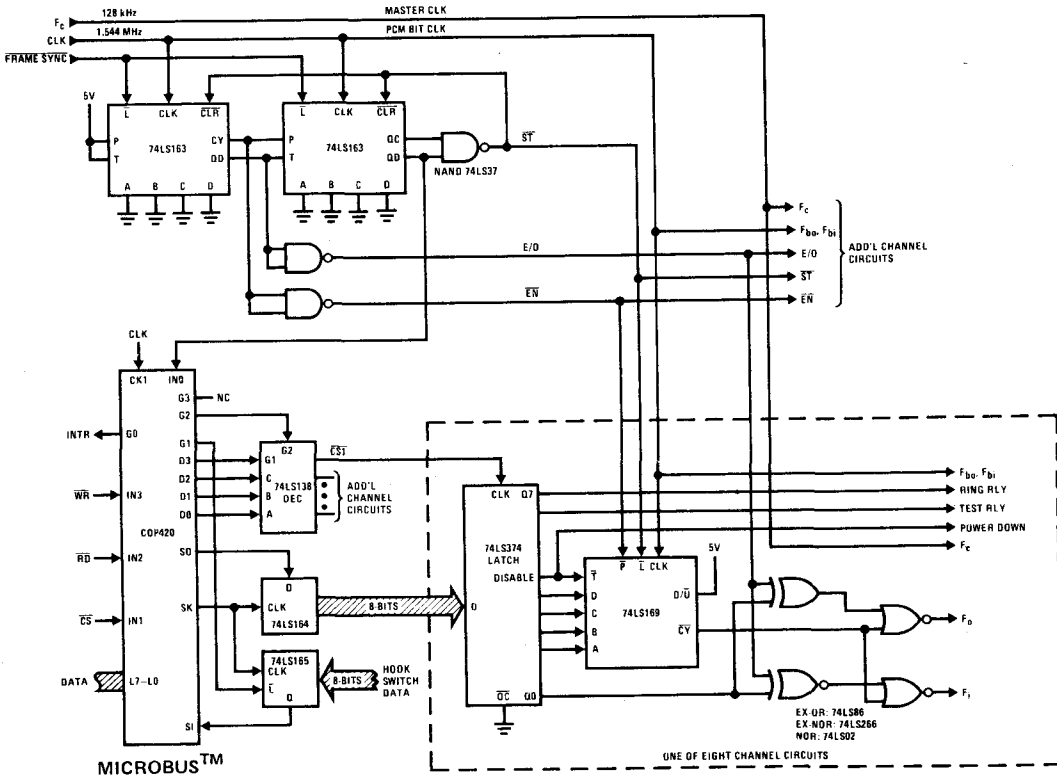 Fc 128 kHz MASTER CLK
CLK 1.544 MHz PCM BIT CLK
FRAME SYNC
5V
L CLK CLR
L CLK CLR
P CY P QC
74LS163 74LS163
T QD T QD
ST
NAND 74LS37
A B C D
A B C D
Fc
Fbo, Fbi
E/O E/O
ADD'L CHANNEL
CIRCUITS
ST
EN EN
CLK
CK1 IN0
G3 NC
G2
INTR G0
G1
G2
CS1
D3 G1
D2 C
74LS138
DEC
D1 B
D0 A
ADD'L
CHANNEL
CIRCUITS
WR IN3
COP420
RD IN2
SO
D
SK CLK
74LS164
8-BITS
CS IN1
74LS165
CLK
L
Q
8-BITS
HOOK
SWITCH
DATA
DATA L7–L0
SI
MICROBUS™
CLK Q7
74LS374
LATCH
DISABLE
D
OC Q0
Fbo, Fbi
RING RLY
TEST RLY
POWER DOWN
Fc
5V
P L CLK
T
D
C
B
A
D/U
74LS169
CY
Fo
Fi
EX-OR: 74LS86
EX-NOR: 74LS266
NOR: 74LS02
ONE OF EIGHT CHANNEL CIRCUITS